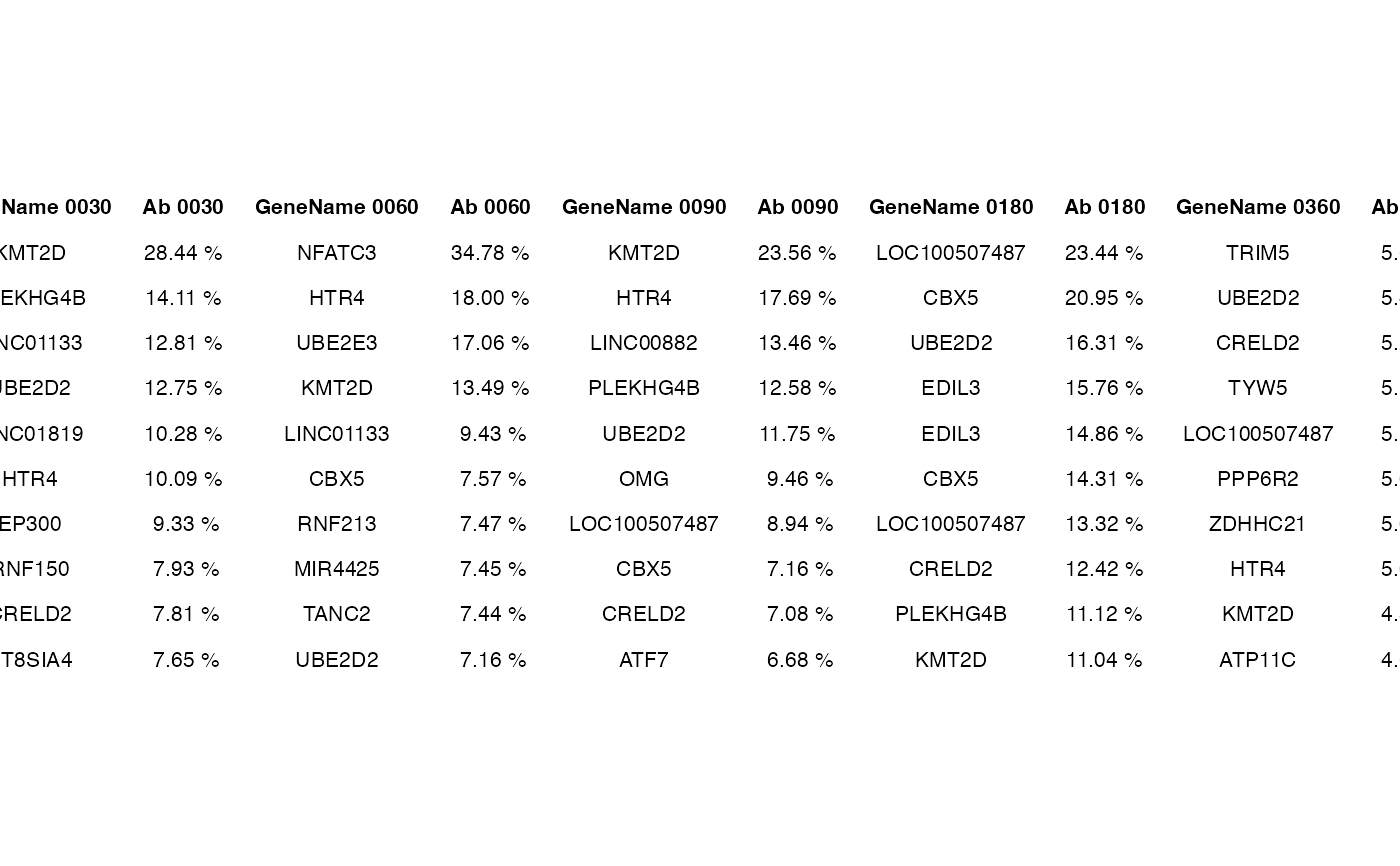 Name 0030 Ab 0030 GeneName 0060 Ab 0060 GeneName 0090 Ab 0090 GeneName 0180 Ab 0180 GeneName 0360 Ab
KMT2D 28.44 % NFATC3 34.78 % KMT2D 23.56 % LOC100507487 23.44 % TRIM5 5.
EKHG4B 14.11 % HTR4 18.00 % HTR4 17.69 % CBX5 20.95 % UBE2D2 5.
NC01133 12.81 % UBE2E3 17.06 % LINC00882 13.46 % UBE2D2 16.31 % CRELD2 5.
UBE2D2 12.75 % KMT2D 13.49 % PLEKHG4B 12.58 % EDIL3 15.76 % TYW5 5.
NC01819 10.28 % LINC01133 9.43 % UBE2D2 11.75 % EDIL3 14.86 % LOC100507487 5.
HTR4 10.09 % CBX5 7.57 % OMG 9.46 % CBX5 14.31 % PPP6R2 5.
EP300 9.33 % RNF213 7.47 % LOC100507487 8.94 % LOC100507487 13.32 % ZDHHC21 5.
RNF150 7.93 % MIR4425 7.45 % CBX5 7.16 % CRELD2 12.42 % HTR4 5.
CRELD2 7.81 % TANC2 7.44 % CRELD2 7.08 % PLEKHG4B 11.12 % KMT2D 4.
T8SIA4 7.65 % UBE2D2 7.16 % ATF7 6.68 % KMT2D 11.04 % ATP11C 4.